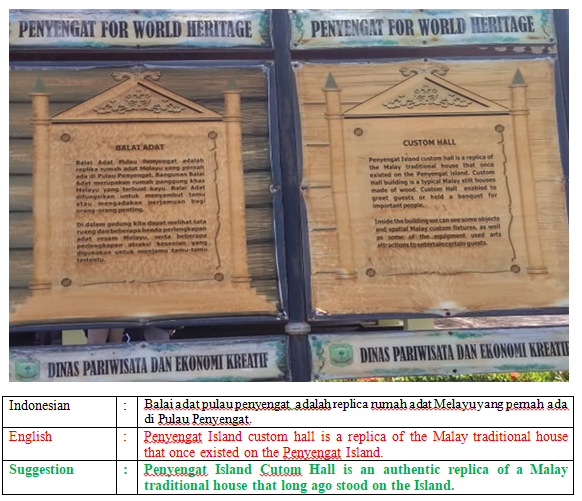 PENYENGAT FOR WORLD HERITAGE
PENYENGAT FOR WORLD HERITAGE
BALAI ADAT
Balai Adat Pulau Penyengat adalah
replika rumah adat Melayu yang pernah
ada di Pulau Penyengat. Bangunan Balai
Adat merupakan rumah panggung khas
Melayu yang terbuat kayu. Balai Adat
difungsikan untuk menyambut tamu
atau mengadakan perjamuan bagi
orang-orang penting.
Di dalam gedung kita dapat melihat tata
ruang dan beberapa benda perlengkapan
adat resam Melayu, serta beberapa
perlengkapan atraksi kesenian yang
digunakan untuk menjamu tamu-tamu
tertentu.
CUSTOM HALL
Penyengat Island custom hall is a replica of
the Malay traditional house that once
existed on the Penyengat island. Custom
Hall building is a typical Malay stilt houses
made of wood. Custom Hall enabled to
greet guests or hold a banquet for
important people.
Inside the building we can see some objects
and spatial Malay custom fixtures, as well
as some of the equipment used arts
attractions to entertain certain guests.
DINAS PARIWISATA DAN EKONOMI KREATIF
DINAS PARIWISATA DAN EKONOMI KREATIF
Indonesian : Balai adat pulau penyengat adalah replica rumah adat Melayu yang pernah ada
di Pulau Penyengat.
English : Penyengat Island custom hall is a replica of the Malay traditional house
that once existed on the Penyengat Island.
Suggestion : Penyengat Island Cutom Hall is an authentic replica of a Malay
traditional house that long ago stood on the Island.